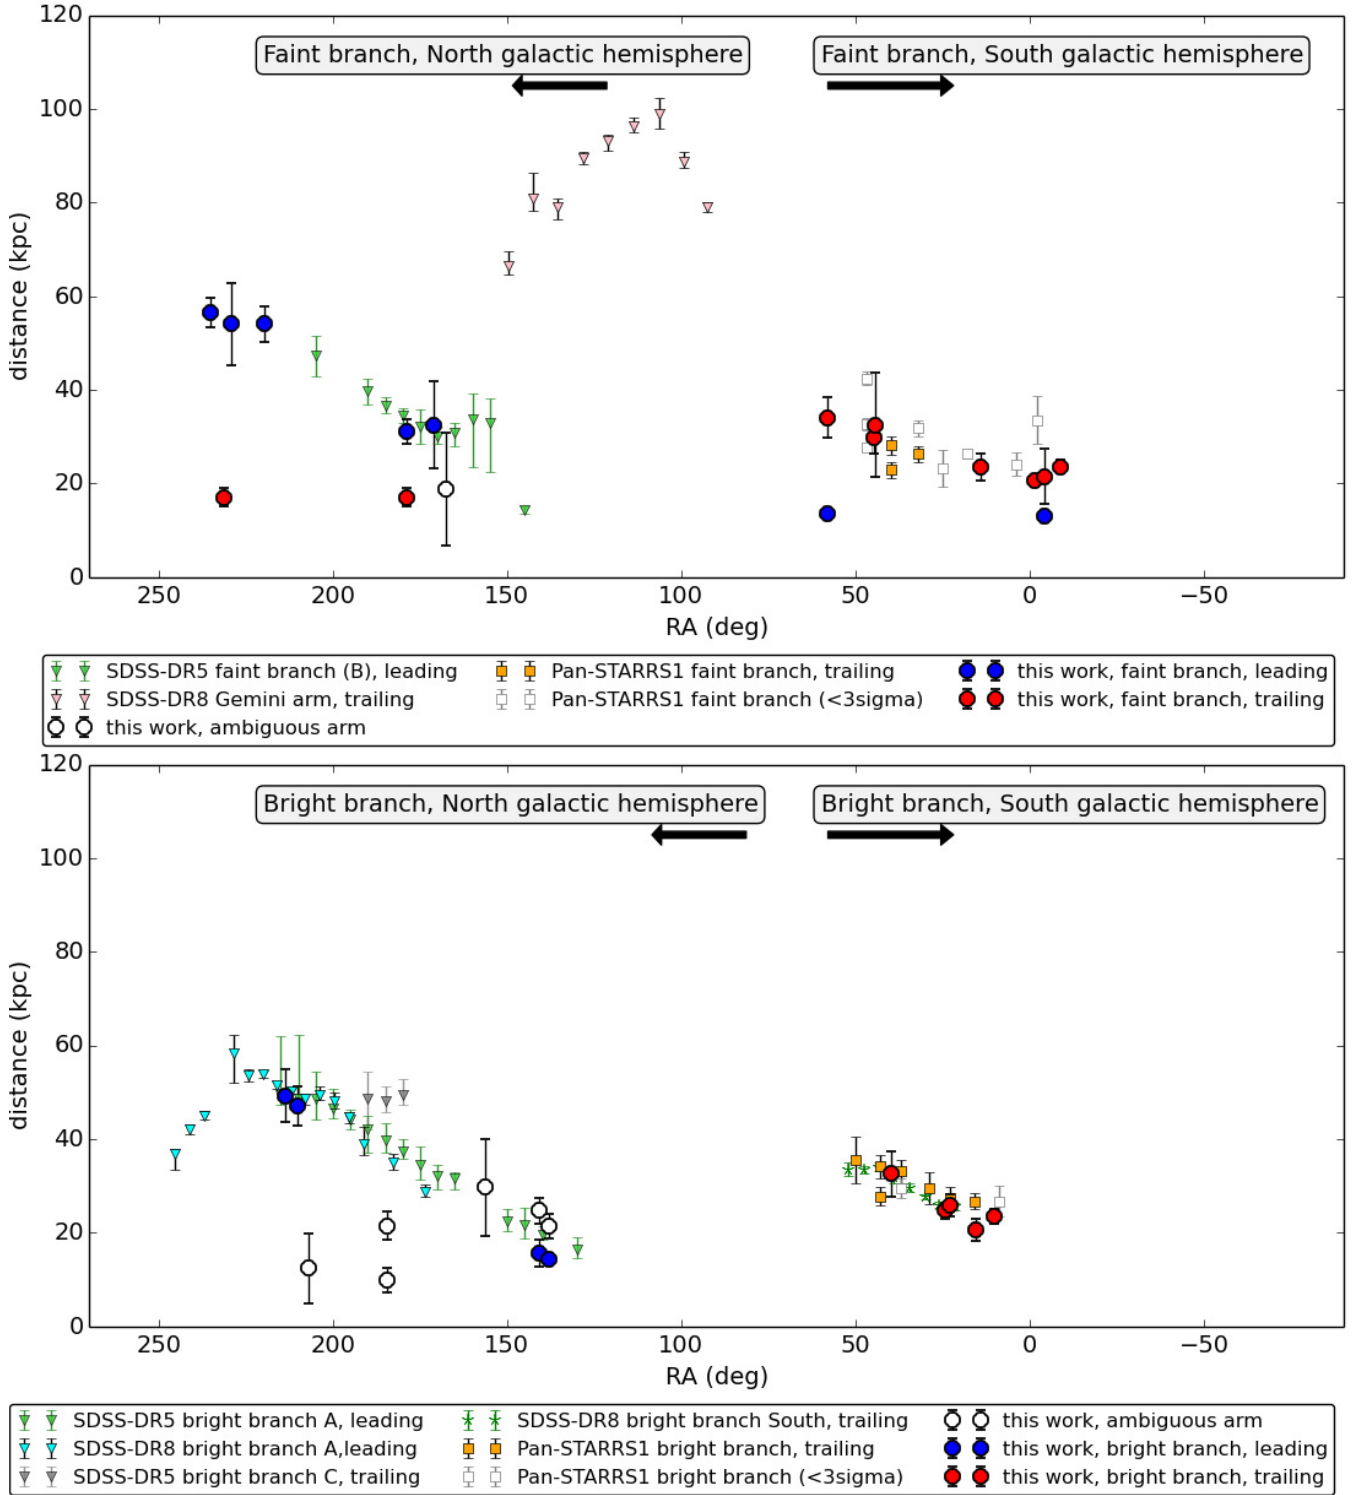 120
100
80
60
40
20
0
distance (kpc)
Faint branch, North galactic hemisphere
Faint branch, South galactic hemisphere
250 200 150 100 50 0 −50
RA (deg)
SDSS-DR5 faint branch (B), leading
SDSS-DR8 Gemini arm, trailing
this work, ambiguous arm
Pan-STARRS1 faint branch, trailing
Pan-STARRS1 faint branch (<3sigma)
this work, faint branch, leading
this work, faint branch, trailing
120
100
80
60
40
20
0
distance (kpc)
Bright branch, North galactic hemisphere
Bright branch, South galactic hemisphere
250 200 150 100 50 0 −50
RA (deg)
SDSS-DR5 bright branch A, leading
SDSS-DR8 bright branch A,leading
SDSS-DR5 bright branch C, trailing
SDSS-DR8 bright branch South, trailing
Pan-STARRS1 bright branch, trailing
Pan-STARRS1 bright branch (<3sigma)
this work, ambiguous arm
this work, bright branch, leading
this work, bright branch, trailing